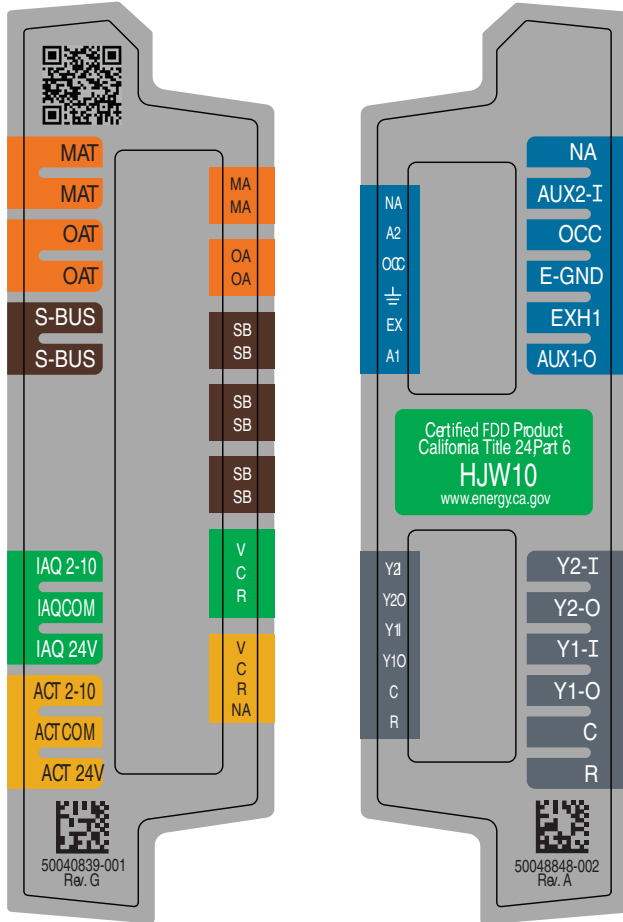 MAT
MAT
OAT
OAT
S-BUS
S-BUS
IAQ 2-10
IAQCOM
IAQ 24V
ACT 2-10
ACTCOM
ACT 24V
50040839-001
Rev. G
MA
MA
OA
OA
SB
SB
SB
SB
SB
SB
V
C
R
V
C
R
NA
NA
A2
OCC
EX
A1
NA
AUX2-I
OCC
E-GND
EXH1
AUX1-O
Certified FDD Product
California Title 24,Part 6
HJW10
www.energy.ca.gov
Y2I
Y2O
Y1I
Y1O
C
R
Y2-I
Y2-O
Y1-I
Y1-O
C
R
50048848-002
Rev. A